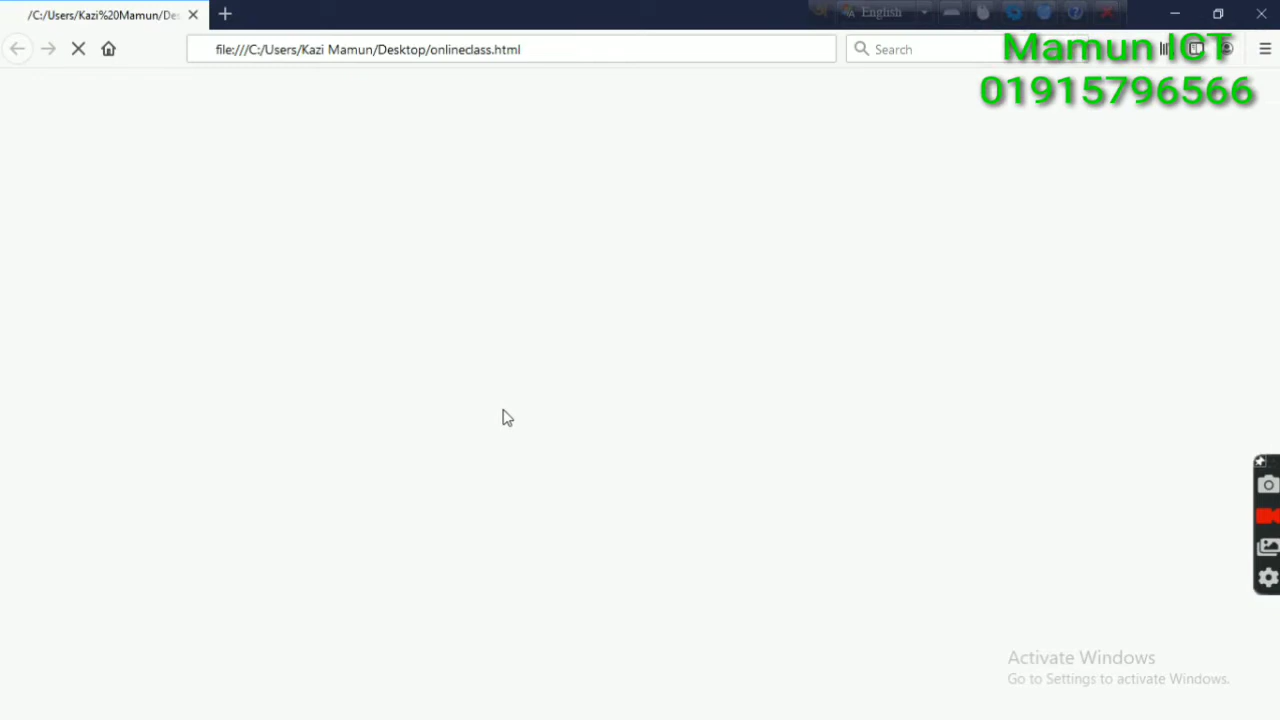 /C:/Users/Kazi%20Mamun/Des
English
file:///C:/Users/Kazi Mamun/Desktop/onlineclass.html
Search
Mamun ICT
01915796566
Activate Windows
Go to Settings to activate Windows.